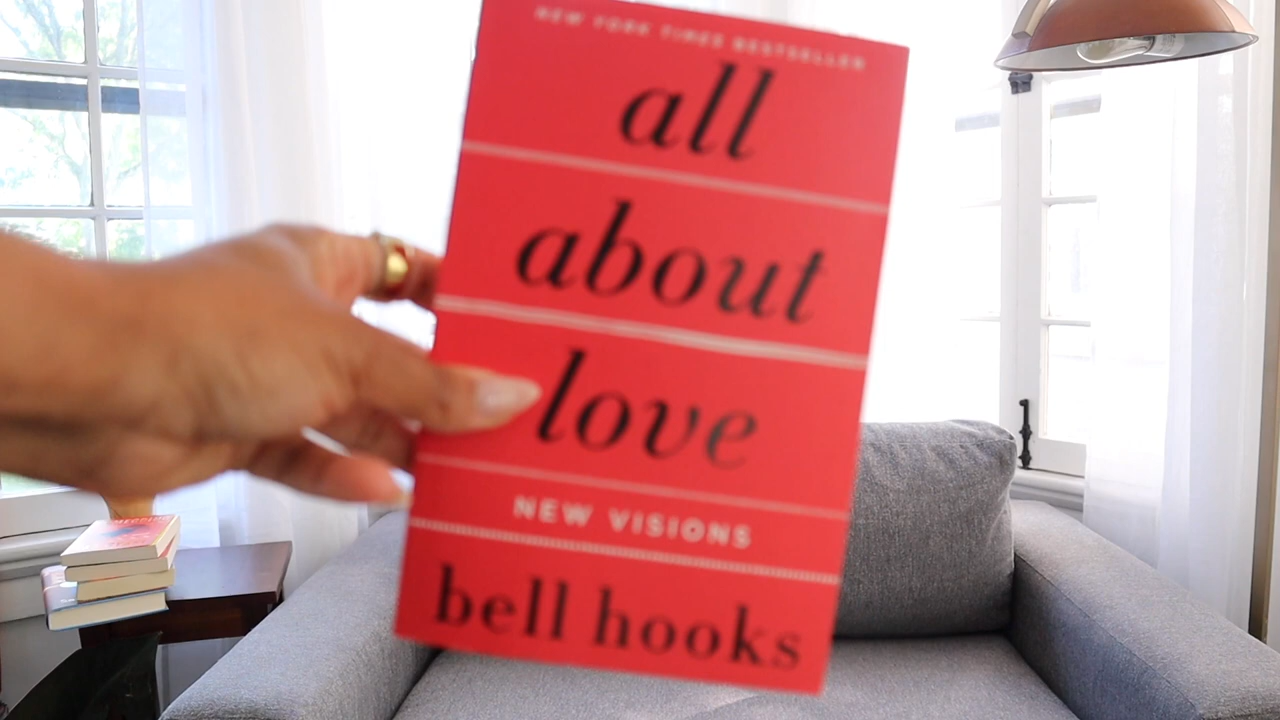 NEW YORK TIMES BESTSELLER
all
about
love
NEW VISIONS
bell hooks